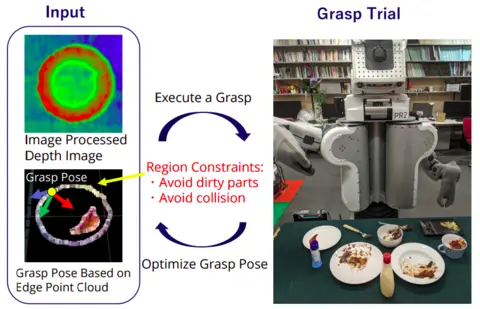 Input
Grasp Trial
Image Processed
Depth Image
Grasp Pose
Grasp Pose Based on
Edge Point Cloud
Execute a Grasp
Region Constraints:
・Avoid dirty parts
・Avoid collision
Optimize Grasp Pose
PR2